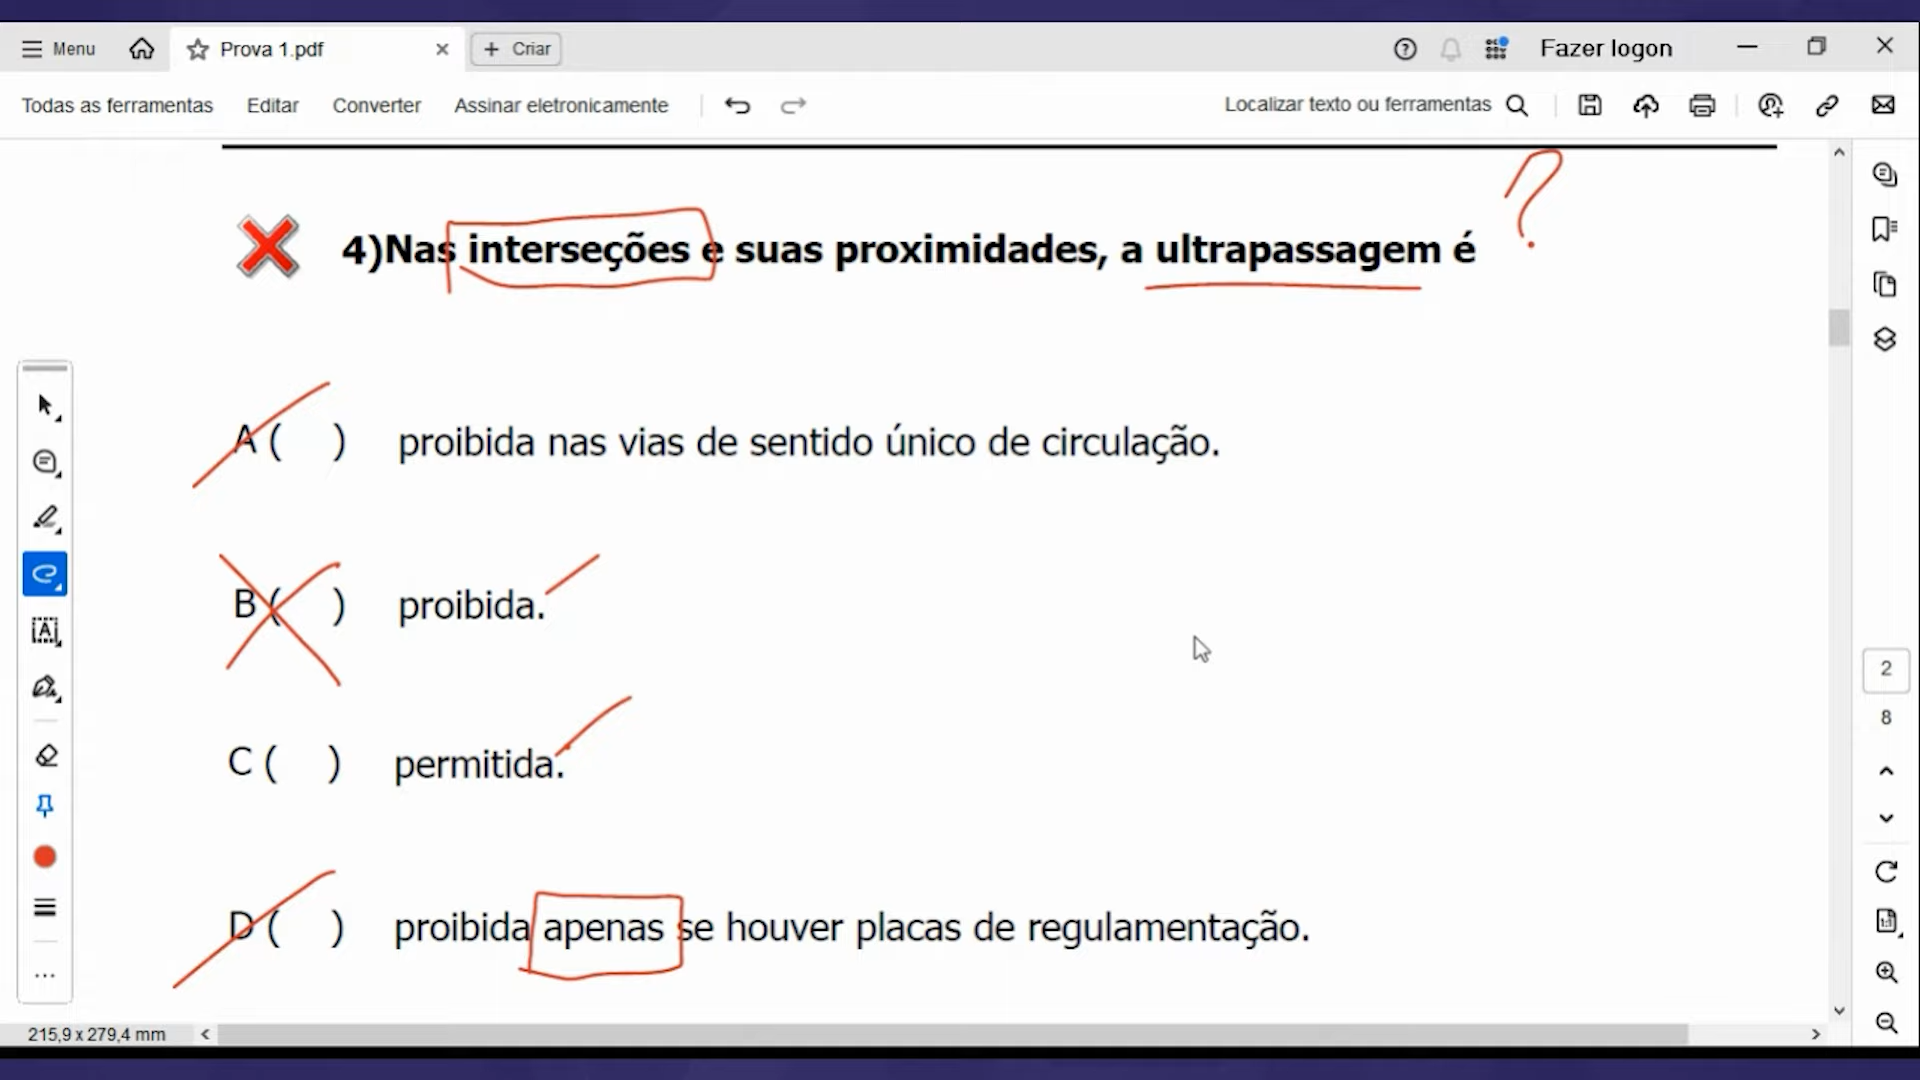 Menu
Prova 1.pdf
Criar
Fazer logon
Todas as ferramentas
Editar
Converter
Assinar eletronicamente
Localizar texto ou ferramentas
?
4)Nas interseções e suas proximidades, a ultrapassagem é
A ( ) proibida nas vias de sentido único de circulação.
B ( ) proibida.
C ( ) permitida.
D ( ) proibida apenas se houver placas de regulamentação.
2
8
215,9 x 279,4 mm